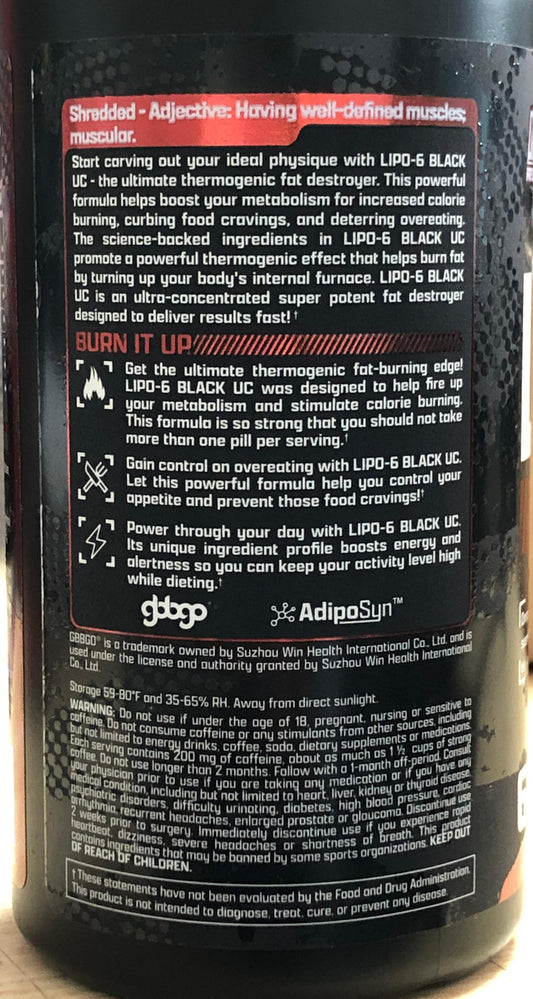 Shredded - Adjective: Having well-defined muscles;
muscular.
Start carving out your ideal physique with LIPO-6 BLACK
UC - the ultimate thermogenic fat destroyer. This powerful
formula helps boost your metabolism for increased calorie
burning, curbing food cravings, and deterring overeating.
The science-backed ingredients in LIPO-6 BLACK UC
promote a powerful thermogenic effect that helps burn fat
by turning up your body's internal furnace. LIPO-6 BLACK
UC is an ultra-concentrated super potent fat destroyer
designed to deliver results fast! †
BURN IT UP
Get the ultimate thermogenic fat-burning edge!
LIPO-6 BLACK UC was designed to help fire up
your metabolism and stimulate calorie burning.
This formula is so strong that you should not take
more than one pill per serving.†
Gain control on overeating with LIPO-6 BLACK UC.
Let this powerful formula help you control your
appetite and prevent those food cravings!†
Power through your day with LIPO-6 BLACK UC.
Its unique ingredient profile boosts energy and
alertness so you can keep your activity level high
while dieting.†
gbbgo® AdipoSyn™
GBBGO® is a trademark owned by Suzhou Win Health International Co., Ltd. and is
used under the license and authority granted by Suzhou Win Health International
Co., Ltd.
Storage 59-80°F and 35-65% RH. Away from direct sunlight.
WARNING: Do not use if under the age of 18, pregnant, nursing or sensitive to
caffeine. Do not consume caffeine or any stimulants from other sources, including
but not limited to energy drinks, coffee, soda, dietary supplements or medications.
Each serving contains 200 mg of caffeine, about as much as 1 ½ cups of strong
coffee. Do not use longer than 2 months. Follow with a 1-month off-period. Consult
your physician prior to use if you are taking any medication or if you have any
medical condition, including but not limited to heart, liver, kidney or thyroid disease,
psychiatric disorders, difficulty urinating, diabetes, high blood pressure, cardiac
arrhythmia, recurrent headaches, enlarged prostate or glaucoma. Discontinue use
2 weeks prior to surgery. Immediately discontinue use if you experience rapid
heartbeat, dizziness, severe headaches or shortness of breath. This product
contains ingredients that may be banned by some sports organizations. KEEP OUT
OF REACH OF CHILDREN.
† These statements have not been evaluated by the Food and Drug Administration.
This product is not intended to diagnose, treat, cure, or prevent any disease.